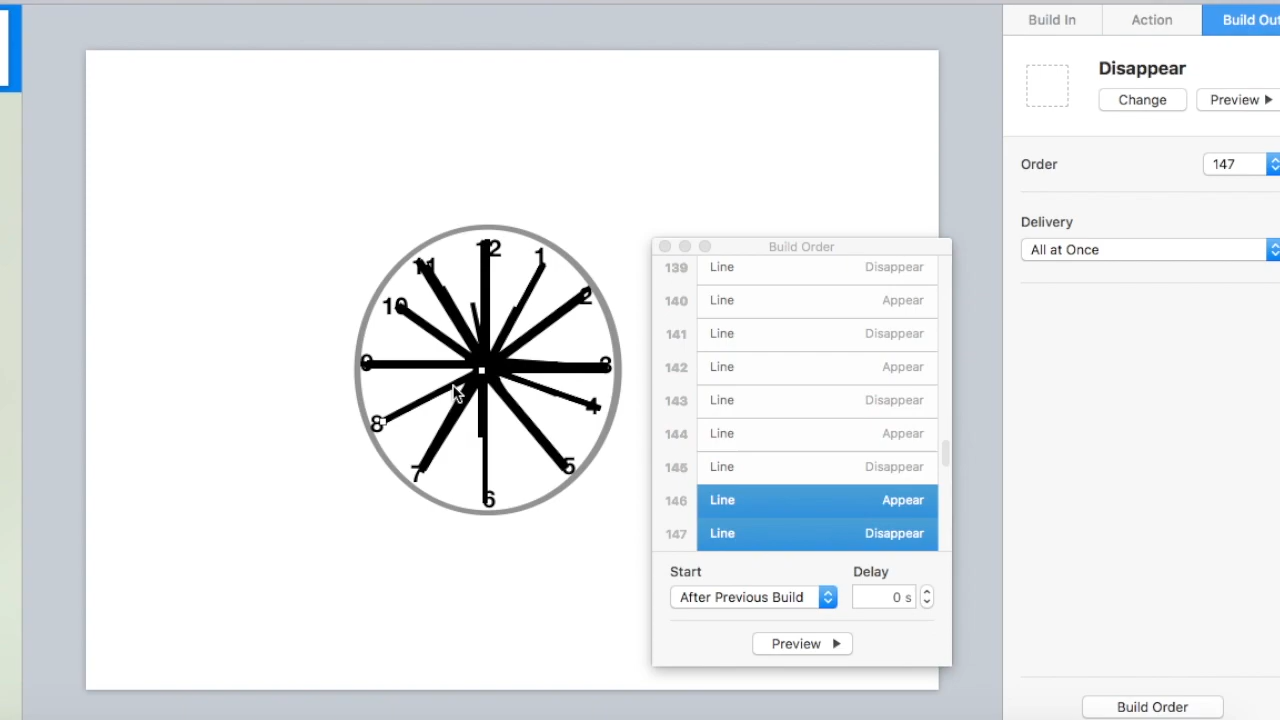 Build In Action Build Out
Disappear
Change Preview
Order 147
Delivery
All at Once
12
1
11
2
10
9
3
4
8
5
7
6
Build Order
139 Line Disappear
140 Line Appear
141 Line Disappear
142 Line Appear
143 Line Disappear
144 Line Appear
145 Line Disappear
146 Line Appear
147 Line Disappear
Start Delay
After Previous Build 0 s
Preview
Build Order